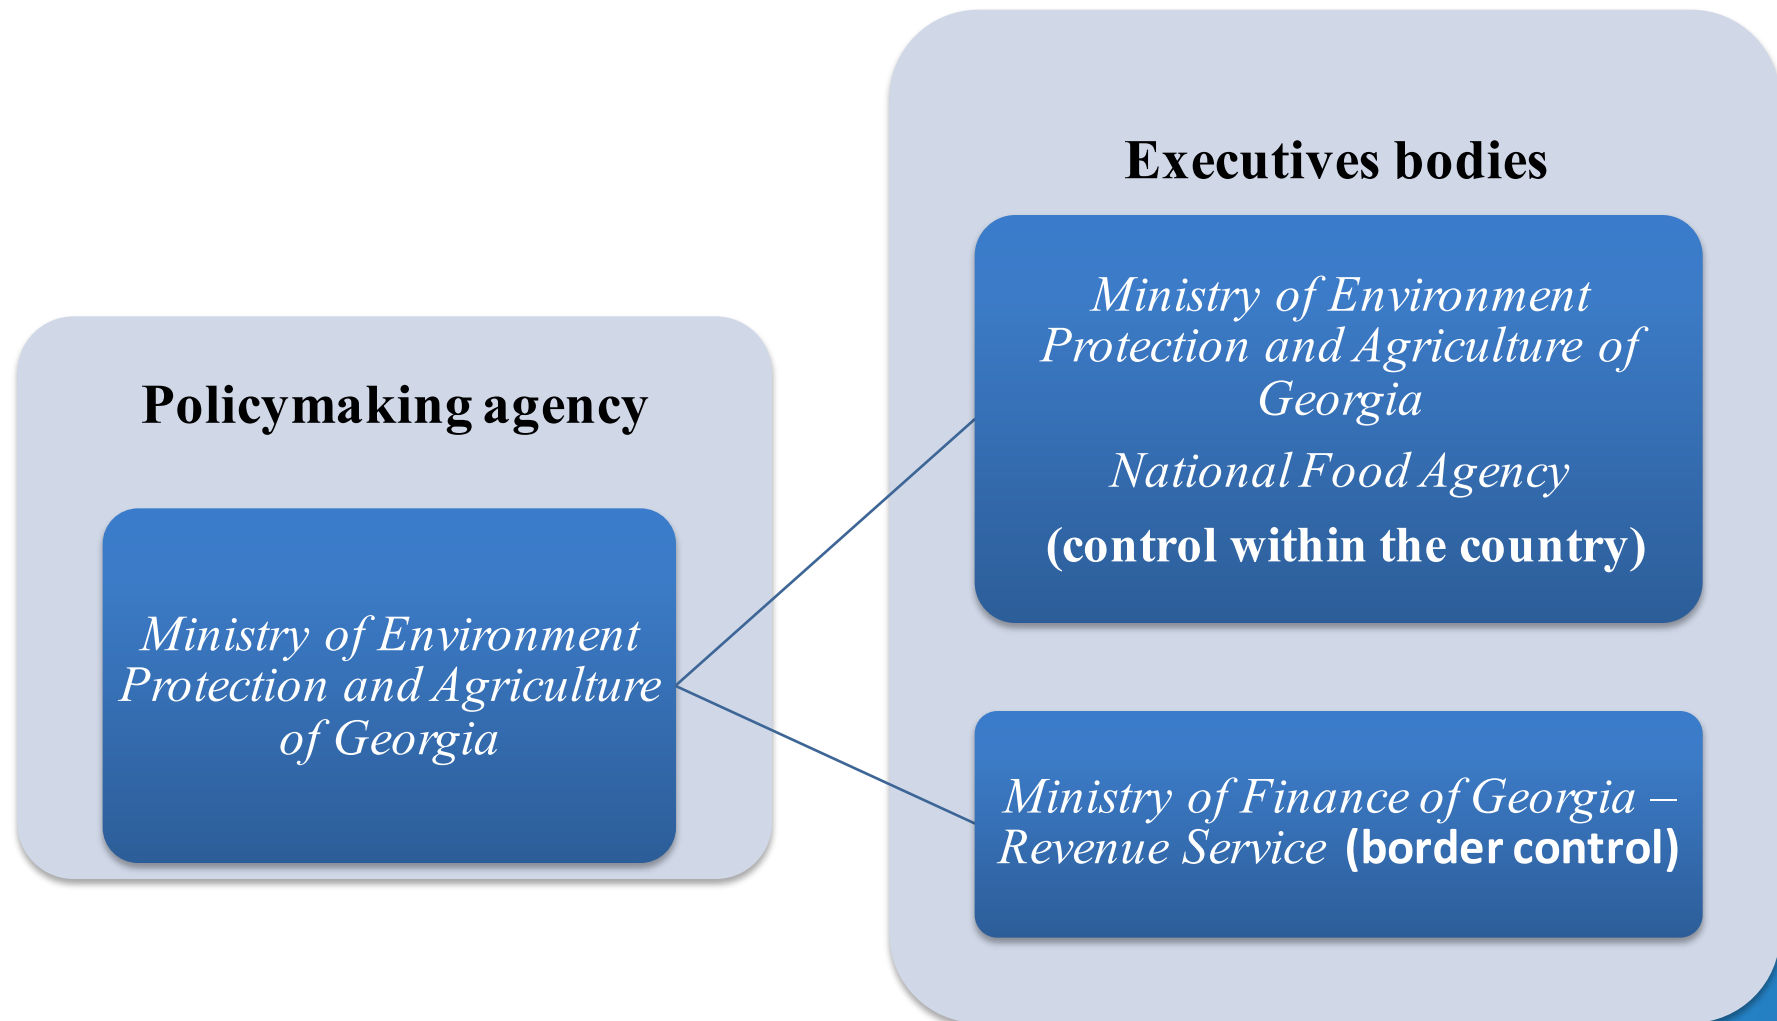 Policymaking agency
Ministry of Environment
Protection and Agriculture
of Georgia
Executives bodies
Ministry of Environment
Protection and Agriculture of
Georgia
National Food Agency
(control within the country)
Ministry of Finance of Georgia –
Revenue Service (border control)